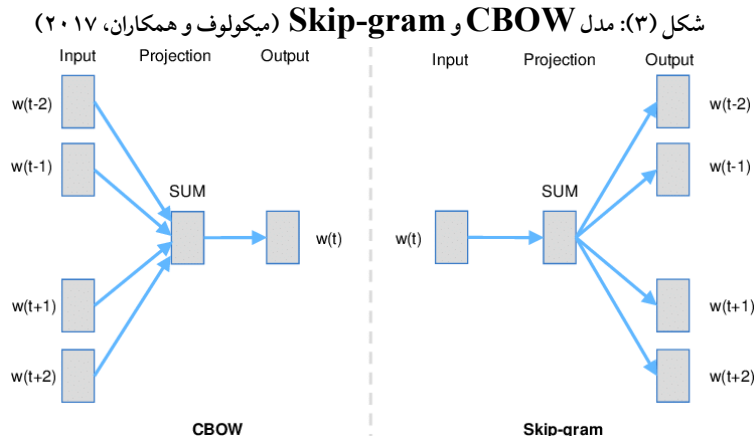 شکل (۳): مدل CBOW و Skip-gram (میکولوف و همکاران، ۲۰۱۷)
Input Projection Output
w(t-2)
w(t-1)
SUM
w(t)
w(t+1)
w(t+2)
CBOW
Input Projection Output
w(t-2)
w(t-1)
SUM
w(t)
w(t+1)
w(t+2)
Skip-gram